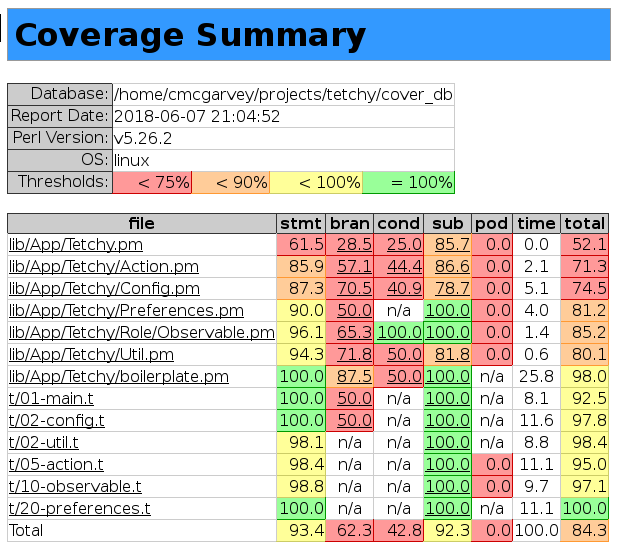 Coverage Summary
Database: /home/cmcgarvey/projects/tetchy/cover_db
Report Date: 2018-06-07 21:04:52
Perl Version: v5.26.2
OS: linux
Thresholds: < 75% < 90% < 100% = 100%
file stmt bran cond sub pod time total
lib/App/Tetchy.pm 61.5 28.5 25.0 85.7 0.0 0.0 52.1
lib/App/Tetchy/Action.pm 85.9 57.1 44.4 86.6 0.0 2.1 71.3
lib/App/Tetchy/Config.pm 87.3 70.5 40.9 78.7 0.0 5.1 74.5
lib/App/Tetchy/Preferences.pm 90.0 50.0 n/a 100.0 0.0 4.0 81.2
lib/App/Tetchy/Role/Observable.pm 96.1 65.3 100.0 100.0 0.0 1.4 85.2
lib/App/Tetchy/Util.pm 94.3 71.8 50.0 81.8 0.0 0.6 80.1
lib/App/Tetchy/boilerplate.pm 100.0 87.5 50.0 100.0 n/a 25.8 98.0
t/01-main.t 100.0 50.0 n/a 100.0 n/a 8.1 92.5
t/02-config.t 100.0 50.0 n/a 100.0 n/a 11.6 97.8
t/02-util.t 98.1 n/a n/a 100.0 n/a 8.8 98.4
t/05-action.t 98.4 n/a n/a 100.0 0.0 11.1 95.0
t/10-observable.t 98.8 n/a n/a 100.0 0.0 9.7 97.1
t/20-preferences.t 100.0 n/a n/a 100.0 n/a 11.1 100.0
Total 93.4 62.3 42.8 92.3 0.0 100.0 84.3